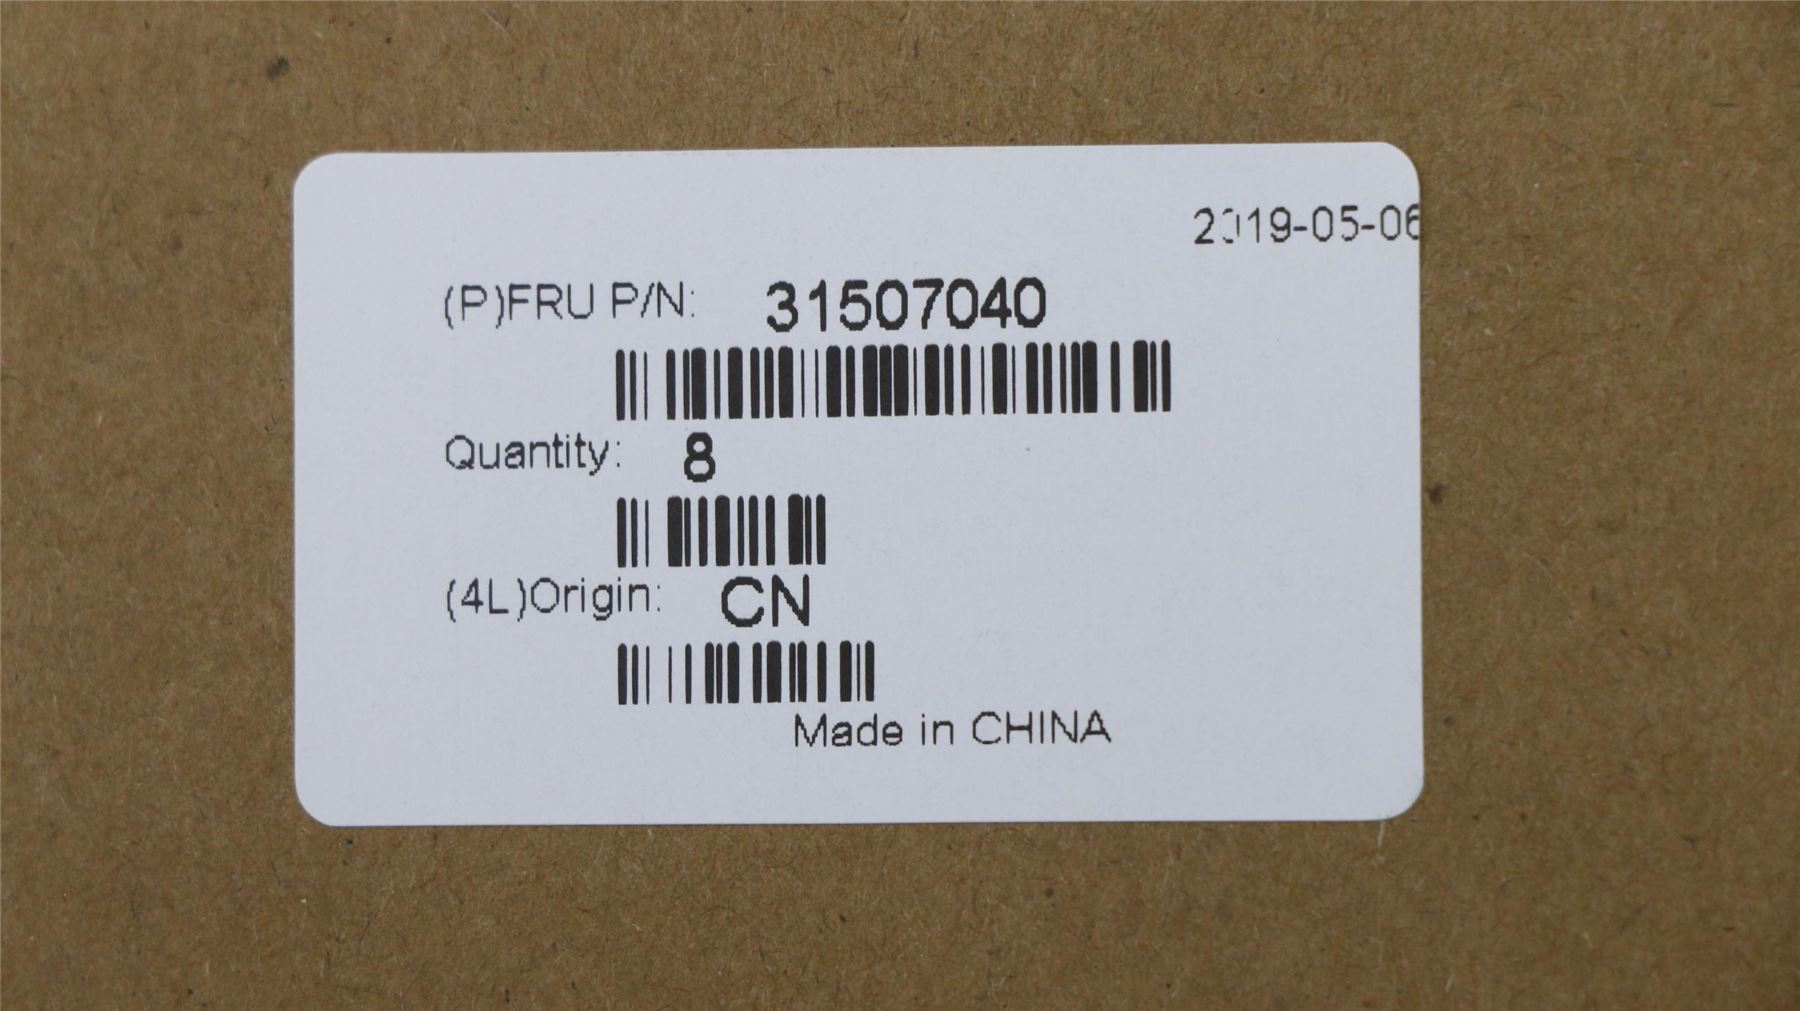 2019-05-06
(P)FRU P/N: 31507040
Quantity: 8
(4L)Origin: CN
Made in CHINA